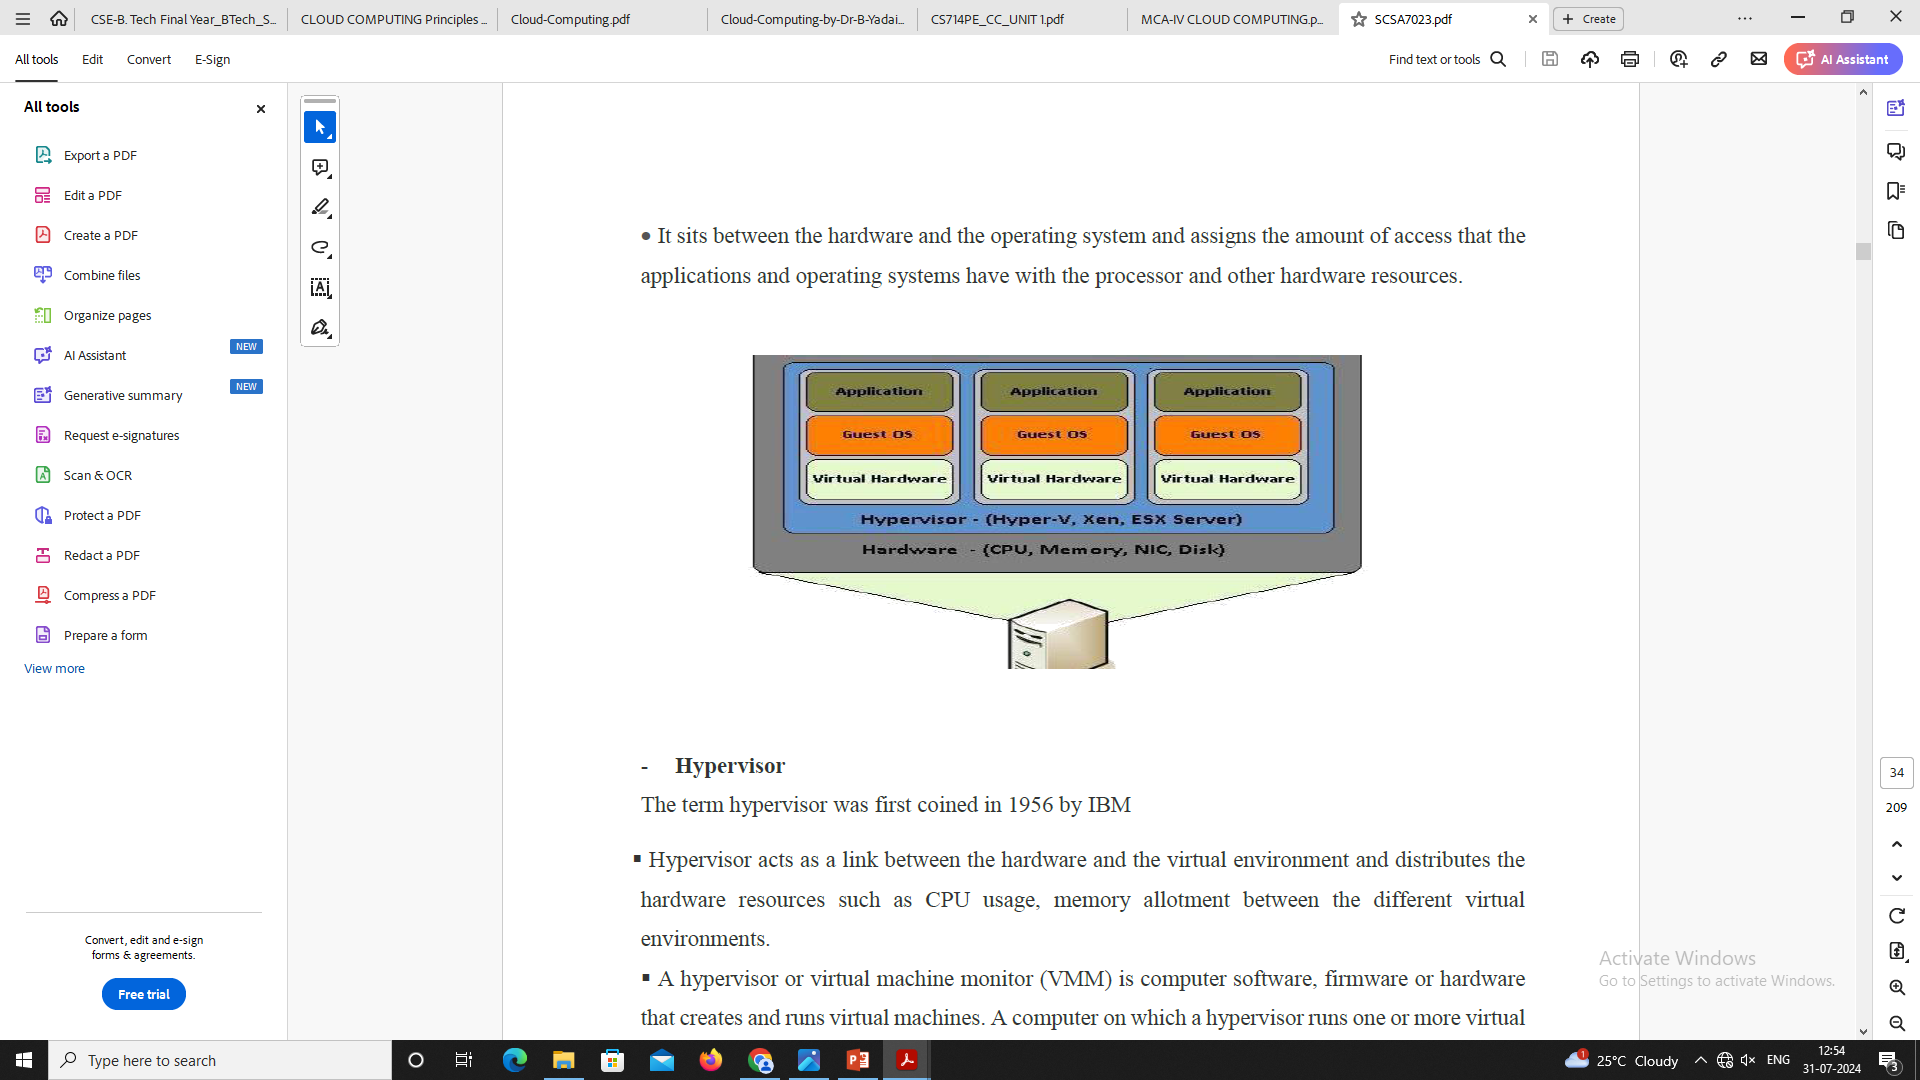 CSE-B. Tech Final Year_BTech_S...
CLOUD COMPUTING Principles ...
Cloud-Computing.pdf
Cloud-Computing-by-Dr-B-Yadai...
CS714PE_CC_UNIT 1.pdf
MCA-IV CLOUD COMPUTING.p...
SCSA7023.pdf
Create
All tools
Edit
Convert
E-Sign
Find text or tools
AI Assistant
All tools
Export a PDF
Edit a PDF
Create a PDF
Combine files
Organize pages
AI Assistant
NEW
Generative summary
NEW
Request e-signatures
Scan & OCR
Protect a PDF
Redact a PDF
Compress a PDF
Prepare a form
View more
Convert, edit and e-sign
forms & agreements.
Free trial
• It sits between the hardware and the operating system and assigns the amount of access that the
applications and operating systems have with the processor and other hardware resources.
Application
Application
Application
Guest OS
Guest OS
Guest OS
Virtual Hardware
Virtual Hardware
Virtual Hardware
Hypervisor - (Hyper-V, Xen, ESX Server)
Hardware - (CPU, Memory, NIC, Disk)
- Hypervisor
The term hypervisor was first coined in 1956 by IBM
▪ Hypervisor acts as a link between the hardware and the virtual environment and distributes the
hardware resources such as CPU usage, memory allotment between the different virtual
environments.
▪ A hypervisor or virtual machine monitor (VMM) is computer software, firmware or hardware
that creates and runs virtual machines. A computer on which a hypervisor runs one or more virtual
34
209
Activate Windows
Go to Settings to activate Windows.
Type here to search
1
25°C Cloudy
ENG
12:54
31-07-2024
3